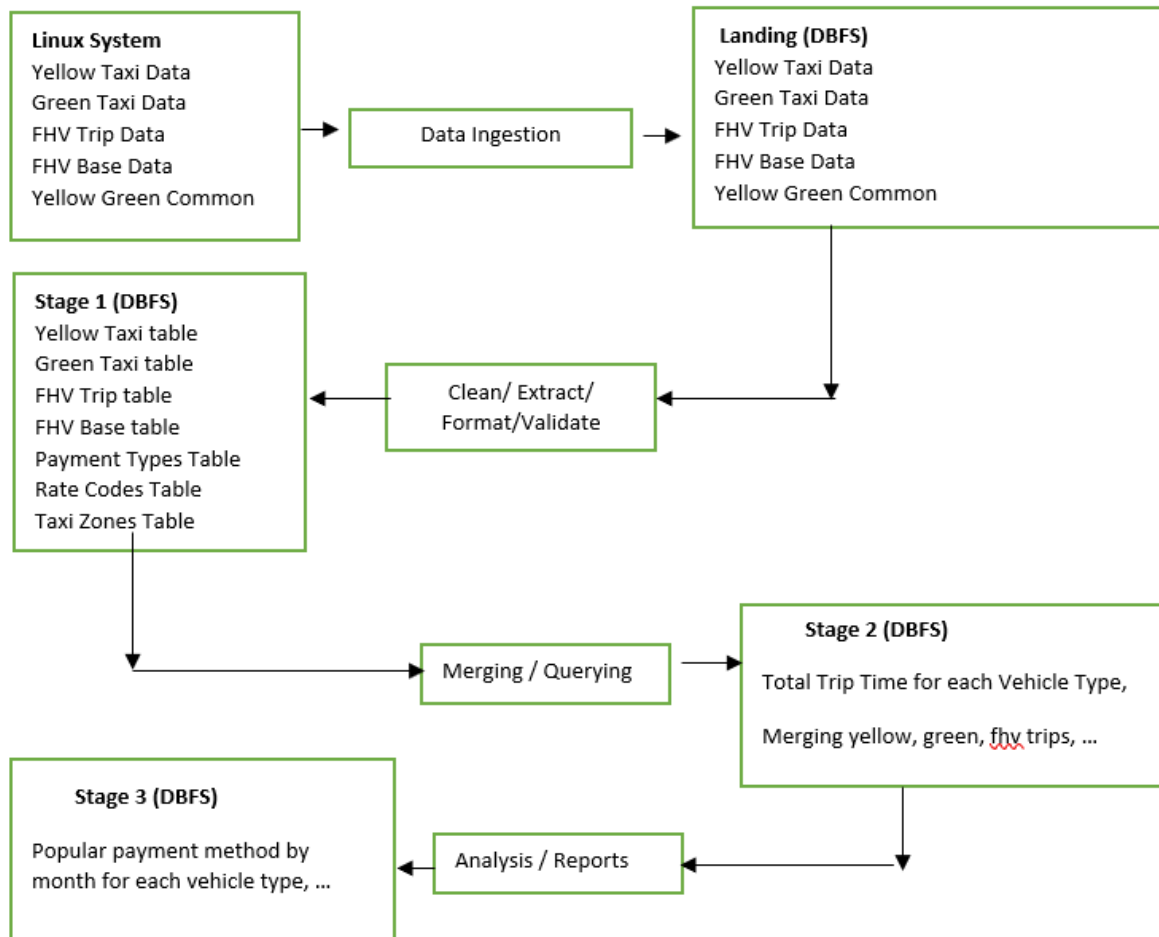 Linux System
Yellow Taxi Data
Green Taxi Data
FHV Trip Data
FHV Base Data
Yellow Green Common
Data Ingestion
Landing (DBFS)
Yellow Taxi Data
Green Taxi Data
FHV Trip Data
FHV Base Data
Yellow Green Common
Clean/ Extract/
Format/Validate
Stage 1 (DBFS)
Yellow Taxi table
Green Taxi table
FHV Trip table
FHV Base table
Payment Types Table
Rate Codes Table
Taxi Zones Table
Merging / Querying
Stage 2 (DBFS)
Total Trip Time for each Vehicle Type,
Merging yellow, green, fhv trips, ...
Analysis / Reports
Stage 3 (DBFS)
Popular payment method by
month for each vehicle type, ...